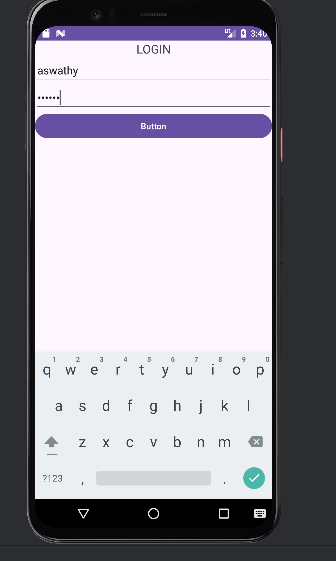 3:40
LOGIN
aswathy
••••••
Button
1 2 3 4 5 6 7 8 9 0
q w e r t y u i o p
a s d f g h j k l
z x c v b n m
?123 , .